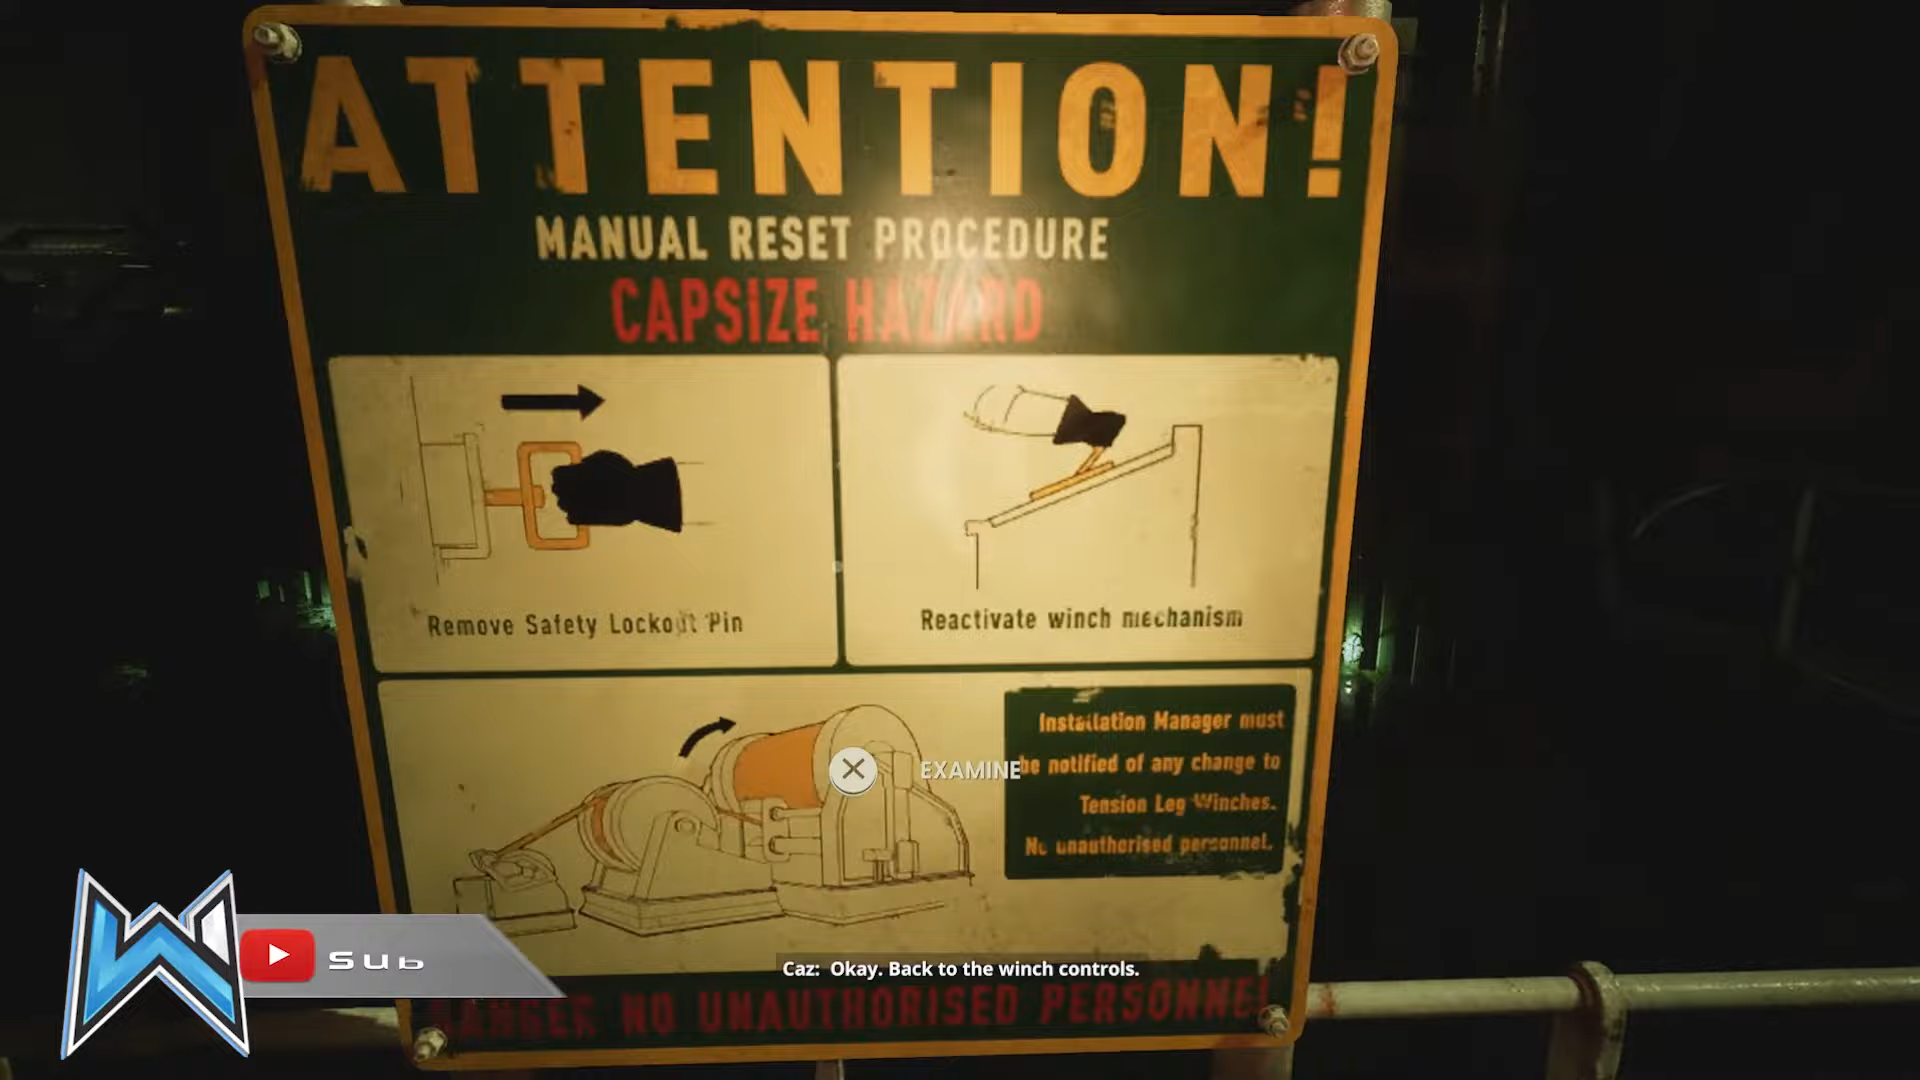 ATTENTION!
MANUAL RESET PROCEDURE
CAPSIZE HAZARD
Remove Safety Lockout Pin
Reactivate winch mechanism
Installation Manager must
be notified of any change to
Tension Leg Winches.
No unauthorised personnel.
EXAMINE
Sub
Caz: Okay. Back to the winch controls.
DANGER NO UNAUTHORISED PERSONNEL